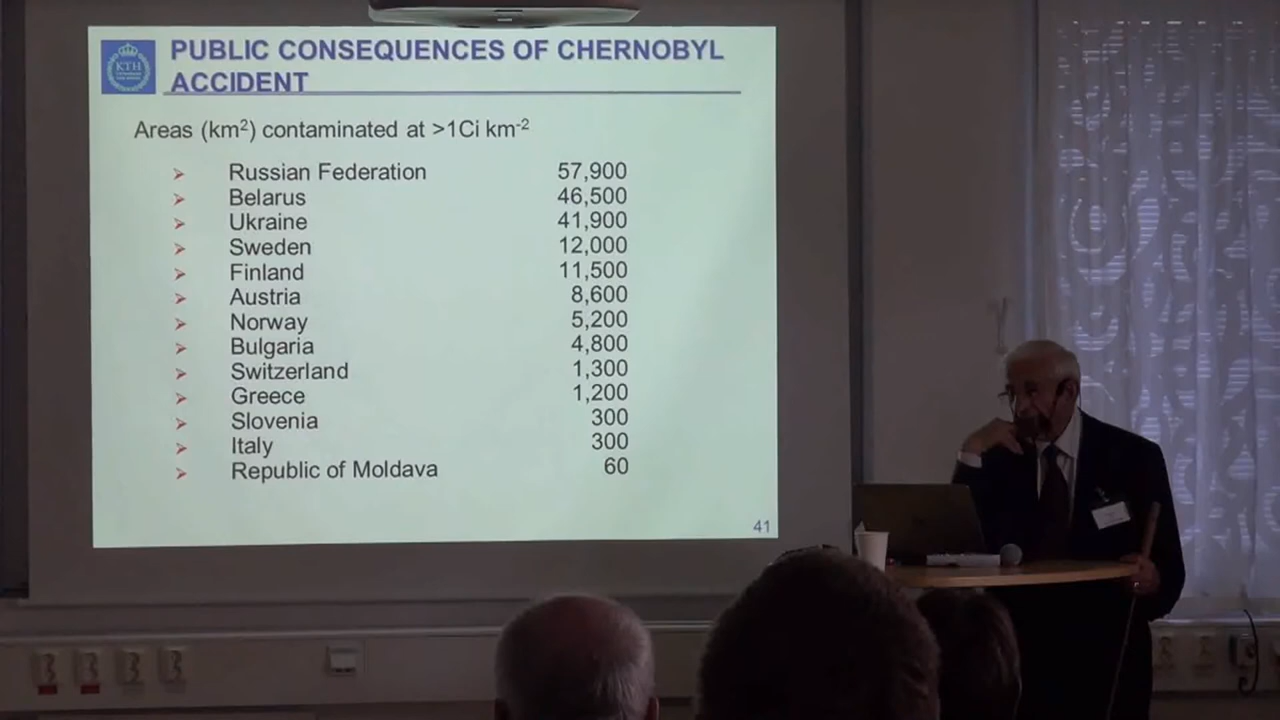 KTH
PUBLIC CONSEQUENCES OF CHERNOBYL
ACCIDENT
Areas (km²) contaminated at >1Ci km⁻²
Russian Federation 57,900
Belarus 46,500
Ukraine 41,900
Sweden 12,000
Finland 11,500
Austria 8,600
Norway 5,200
Bulgaria 4,800
Switzerland 1,300
Greece 1,200
Slovenia 300
Italy 300
Republic of Moldava 60
41